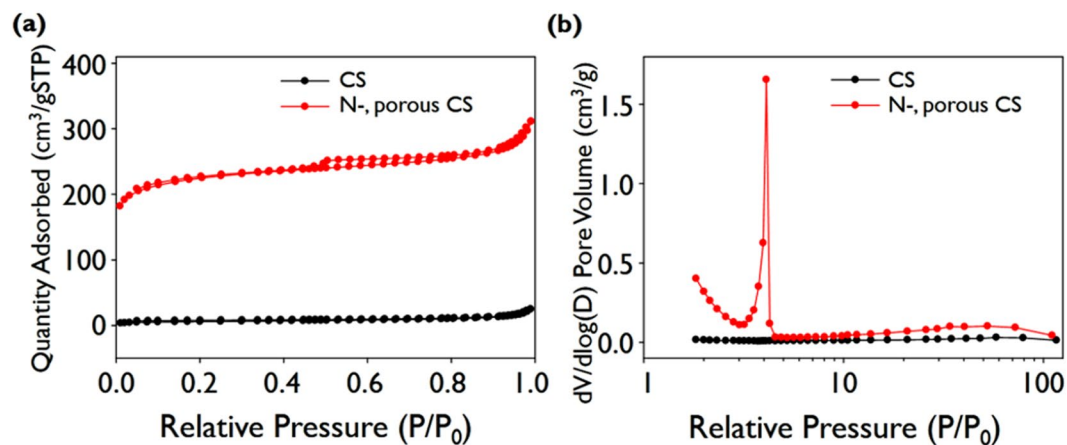 (a)
Quantity Adsorbed (cm³/gSTP)
400
300
200
100
0
CS
N-, porous CS
0.0 0.2 0.4 0.6 0.8 1.0
Relative Pressure (P/P₀)
(b)
dV/dlog(D) Pore Volume (cm³/g)
1.5
1.0
0.5
0.0
CS
N-, porous CS
1 10 100
Relative Pressure (P/P₀)